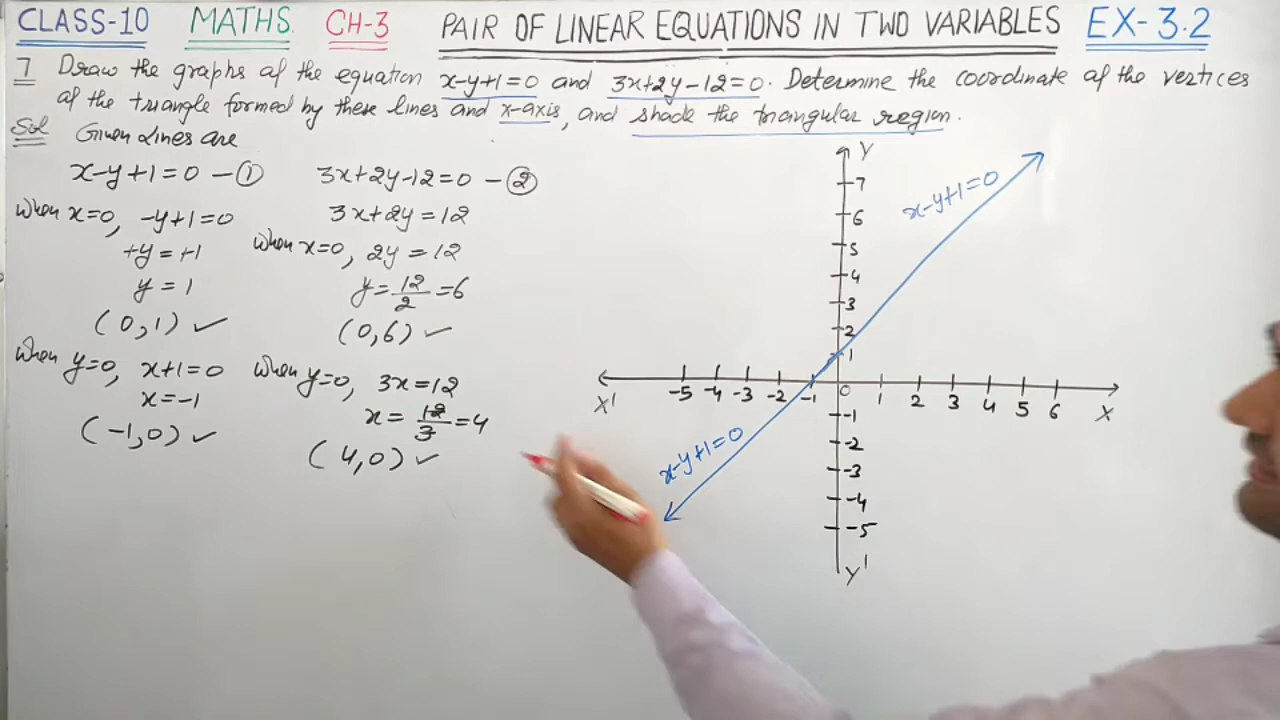 CLASS-10 MATHS CH-3 PAIR OF LINEAR EQUATIONS IN TWO VARIABLES EX-3.2
7 Draw the graphs of the equation x-y+1=0 and 3x+2y-12=0. Determine the coordinate of the vertices
of the triangle formed by these lines and x-axis, and shade the triangular region.
Sol Given Lines are
x-y+1=0 - ①
When x=0, -y+1=0
+y=+1
y=1
(0,1) ✓
When y=0, x+1=0
x=-1
(-1,0) ✓
3x+2y-12=0 - ②
3x+2y=12
When x=0, 2y=12
y=12/2=6
(0,6) ✓
When y=0, 3x=12
x=12/3=4
(4,0) ✓
Y
7
6
5
4
3
2
1
x-y+1=0
-5 -4 -3 -2 -1 0 1 2 3 4 5 6
X' X
-1
-2
-3
-4
-5
Y'
x-y+1=0